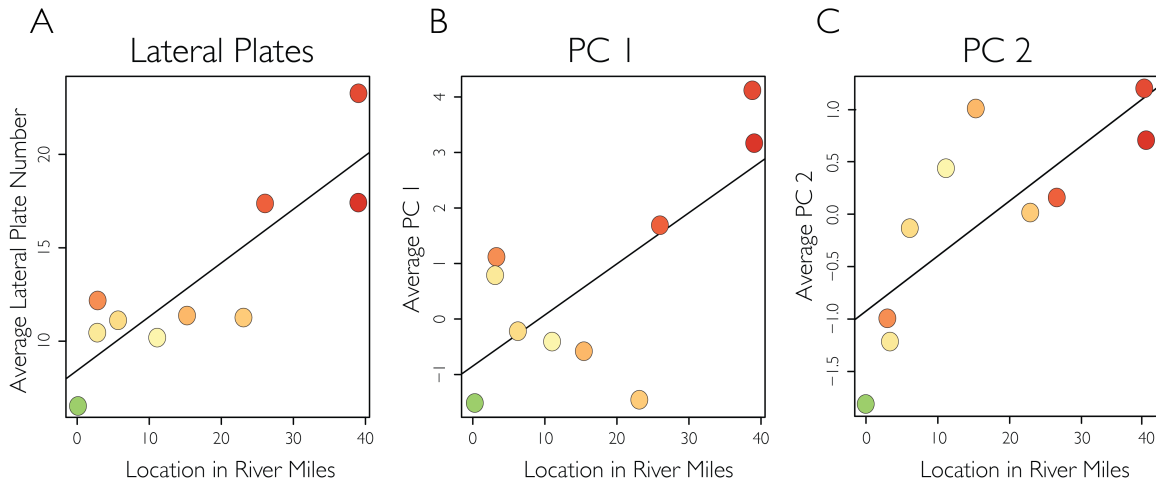 A
Lateral Plates
Average Lateral Plate Number
20
15
10
0 10 20 30 40
Location in River Miles
B
PC 1
Average PC 1
4
3
2
1
0
−1
0 10 20 30 40
Location in River Miles
C
PC 2
Average PC 2
1.0
0.5
0.0
−0.5
−1.0
−1.5
0 10 20 30 40
Location in River Miles